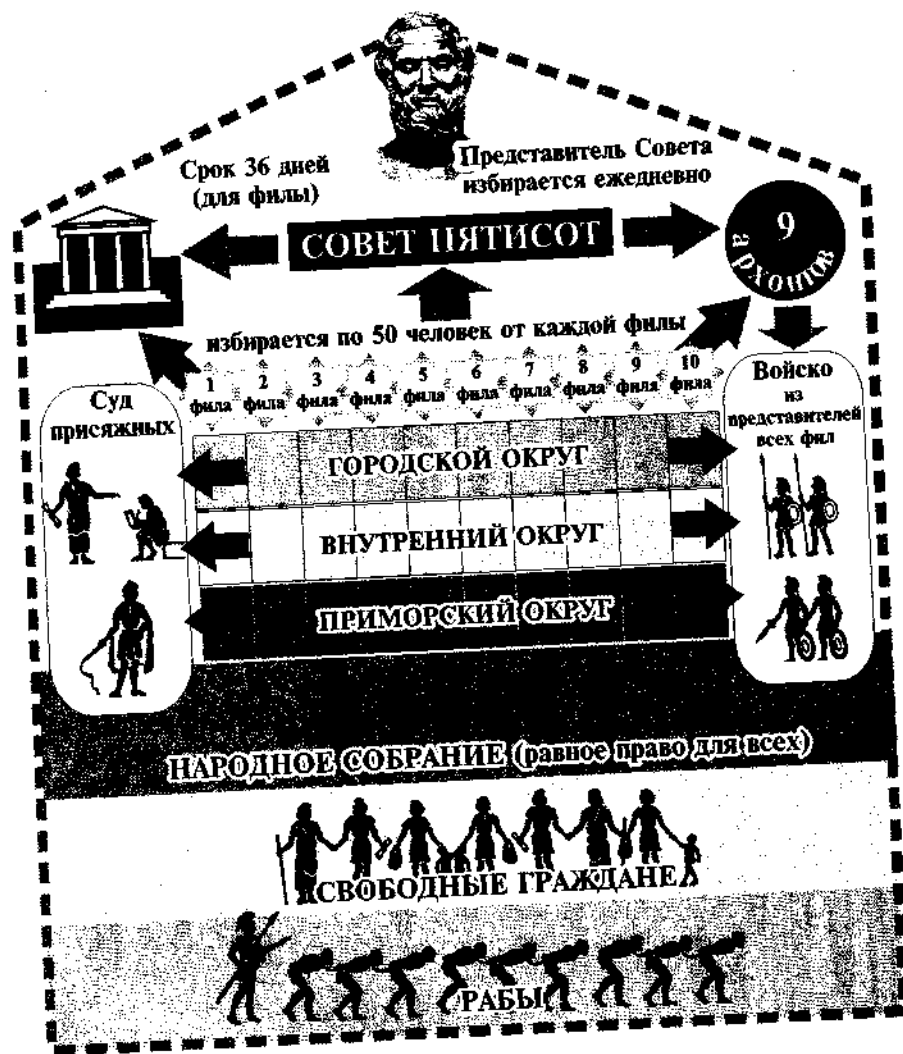 Срок 36 дней
(для филы)
Представитель Совета
избирается ежедневно
СОВЕТ ПЯТИСОТ
9
архонтов
избирается по 50 человек от каждой филы
1 2 3 4 5 6 7 8 9 10
фила фила фила фила фила фила фила фила фила фила
Суд
присяжных
Войско
из
представителей
всех фил
ГОРОДСКОЙ ОКРУГ
ВНУТРЕННИЙ ОКРУГ
ПРИМОРСКИЙ ОКРУГ
НАРОДНОЕ СОБРАНИЕ (равное право для всех)
СВОБОДНЫЕ ГРАЖДАНЕ
РАБЫ